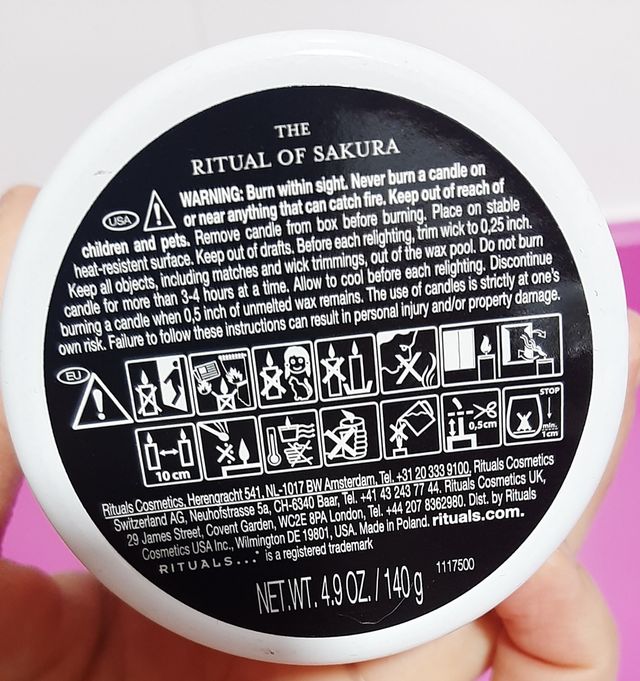 THE
RITUAL OF SAKURA
USA WARNING: Burn within sight. Never burn a candle on
or near anything that can catch fire. Keep out of reach of
children and pets. Remove candle from box before burning. Place on stable
heat-resistent surface. Keep out of drafts. Before each relighting, trim wick to 0,25 inch.
Keep all objects, including matches and wick trimmings, out of the wax pool. Do not burn
candle for more than 3-4 hours at a time. Allow to cool before each relighting. Discontinue
burning a candle when 0,5 inch of unmelted wax remains. The use of candles is strictly at one's
own risk. Failure to follow these instructions can result in personal injury and/or property damage.
EU
10 cm
0,5cm
STOP
min.
1cm
Rituals Cosmetics, Herengracht 541, NL-1017 BW Amsterdam, Tel. +31 20 333 9100, Rituals Cosmetics
Switzerland AG, Neuhofstrasse 5a, CH-6340 Baar, Tel. +41 43 243 77 44. Rituals Cosmetics UK,
29 James Street, Covent Garden, WC2E 8PA London, Tel. +44 207 8362980. Dist. by Rituals
Cosmetics USA Inc., Wilmington DE 19801, USA. Made in Poland. rituals.com.
RITUALS...® is a registered trademark
1117500
NET.WT. 4.9 OZ. / 140 g